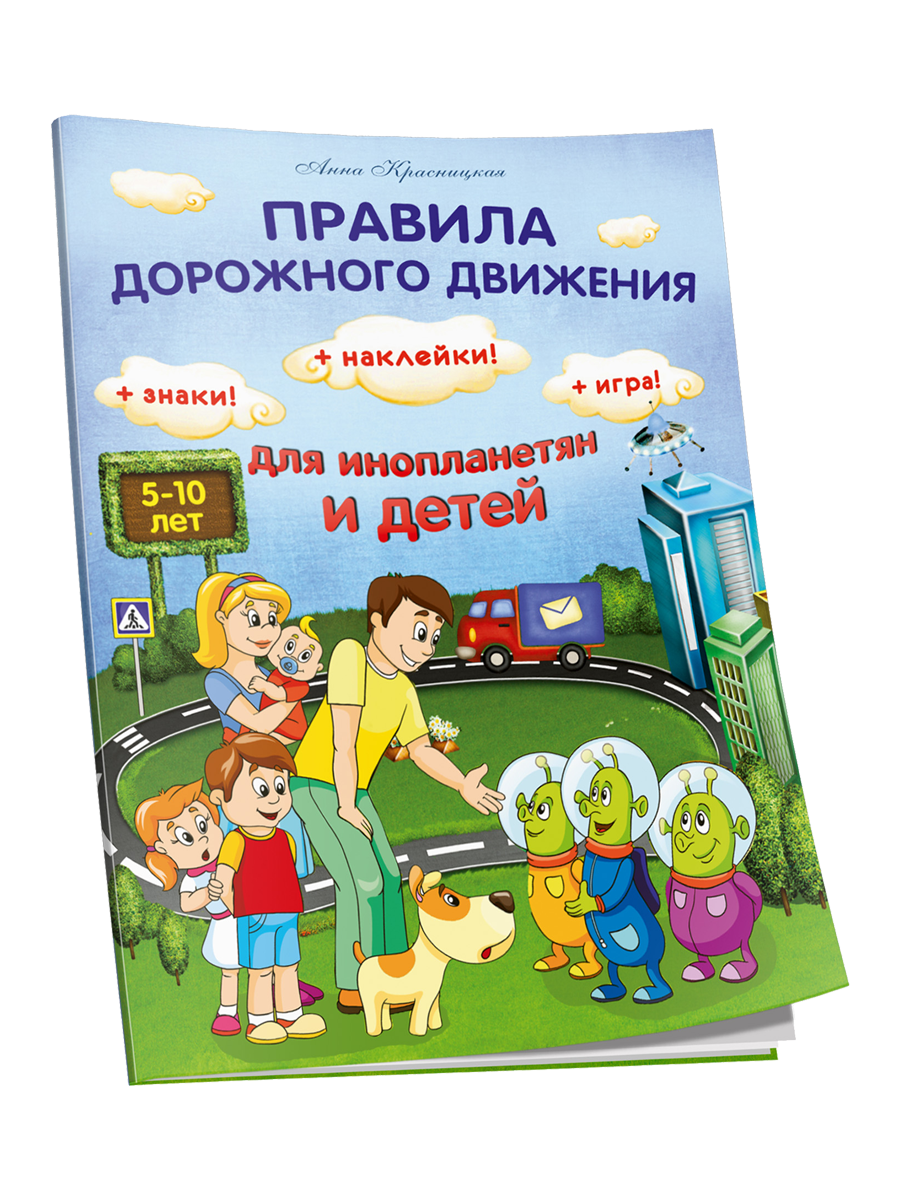 Анна Красницкая
ПРАВИЛА
ДОРОЖНОГО ДВИЖЕНИЯ
+ наклейки!
+ знаки!
+ игра!
для инопланетян
и детей
5-10
лет